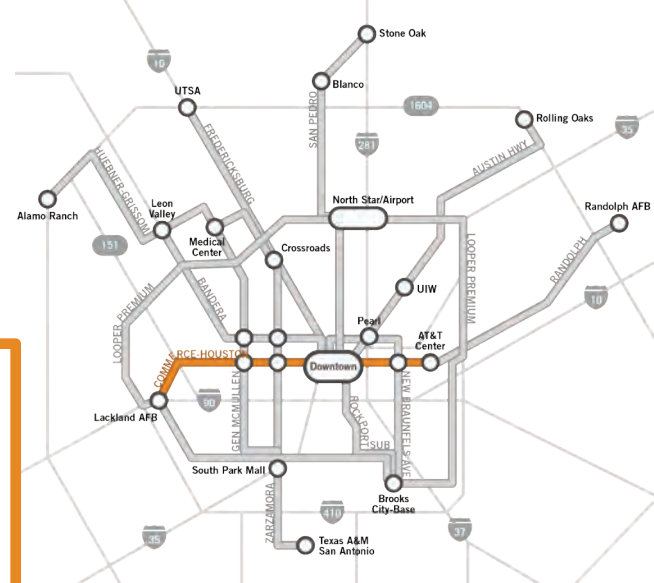 Stone Oak
10
Blanco
UTSA
1604
Rolling Oaks
SAN PEDRO
FREDERICKSBURG
35
281
AUSTIN HWY
HUEBNER-GRISSOM
Leon
Valley
North Star/Airport
Randolph AFB
Alamo Ranch
151
Medical
Center
Crossroads
LOOPER PREMIUM
RANDOLPH
BANDERA
UIW
10
LOOPER PREMIUM
Pearl
AT&T
Center
COMMERCE-HOUSTON
Downtown
Lackland AFB
90
GEN MCMULLEN
ROCKPORT/
SUB
NEW BRAUNFELS AVE
South Park Mall
Brooks
City-Base
ZARZAMORA
410
35
37
Texas A&M
San Antonio